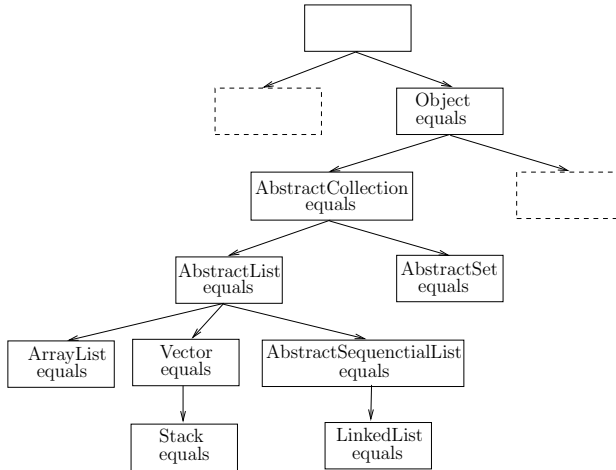 Object
equals
AbstractCollection
equals
AbstractList
equals
AbstractSet
equals
ArrayList
equals
Vector
equals
AbstractSequenctialList
equals
Stack
equals
LinkedList
equals